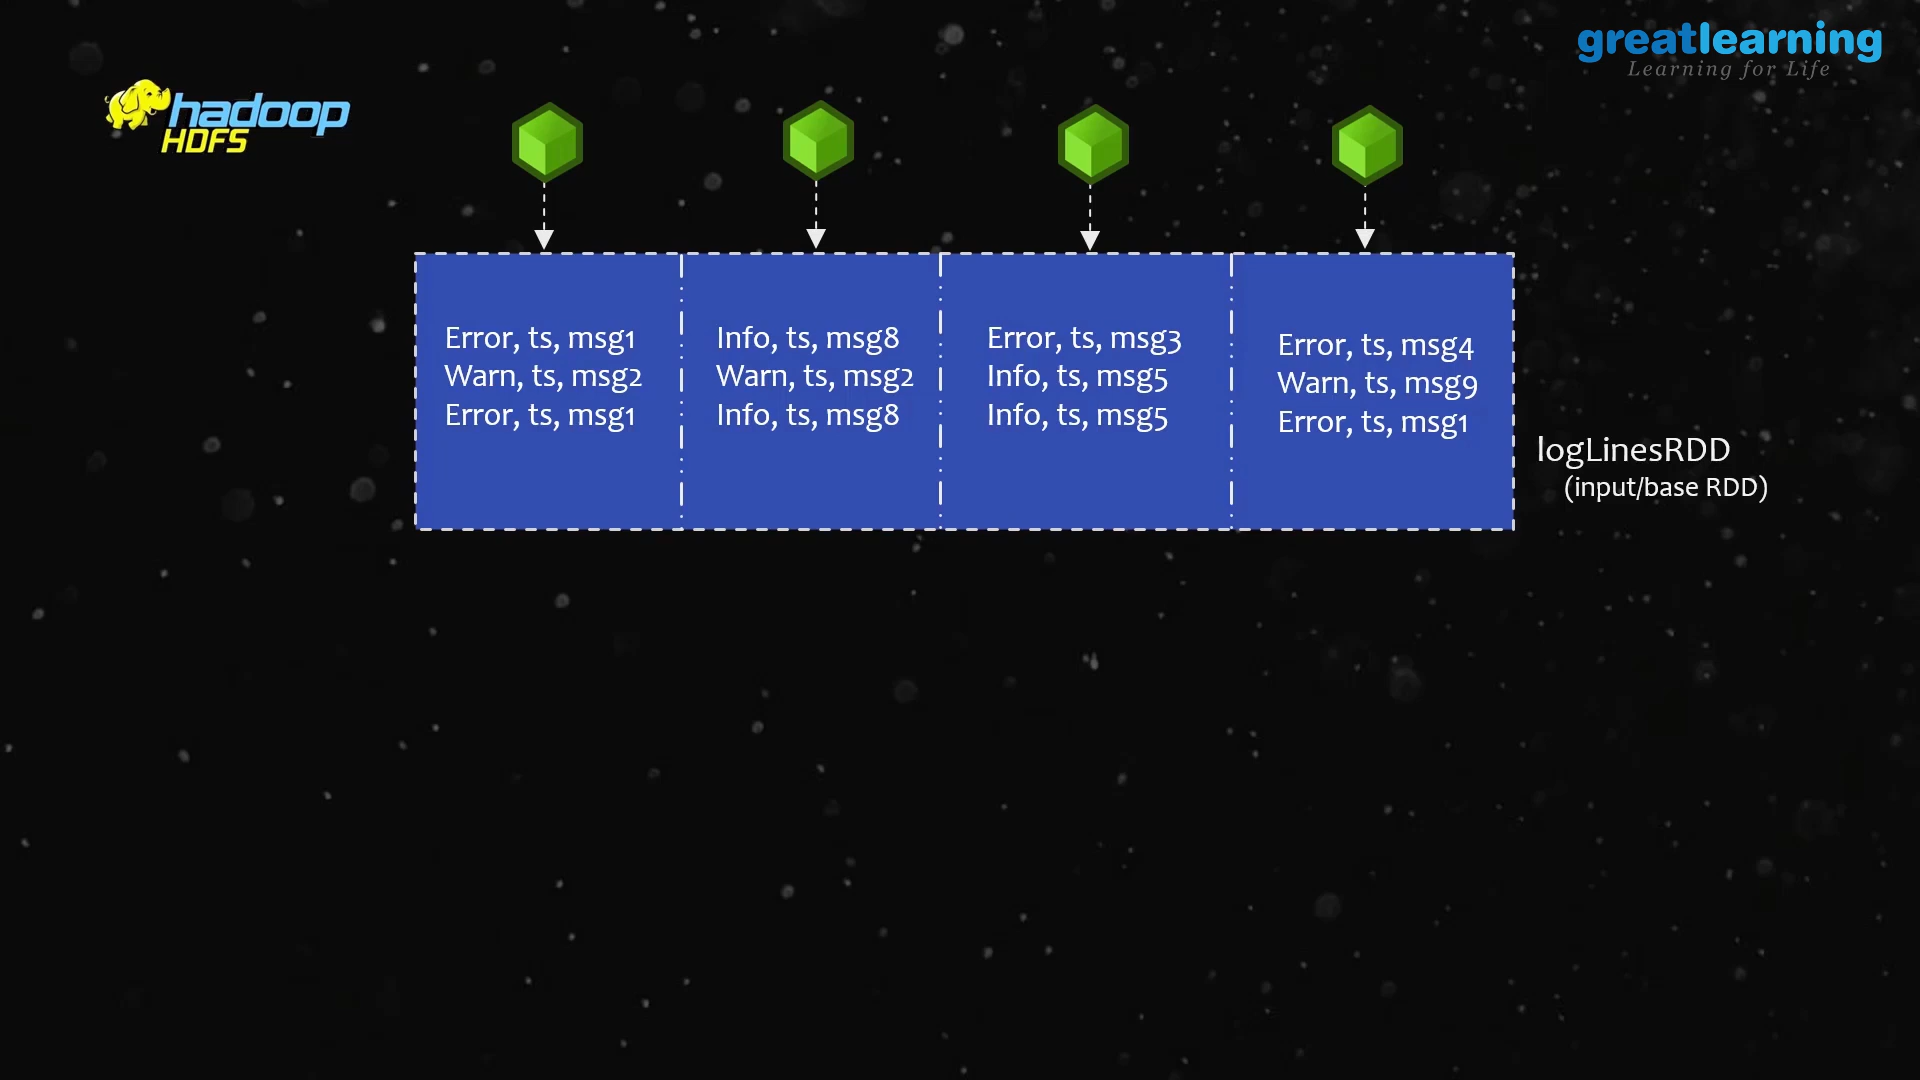 greatlearning
Learning for Life
hadoop
HDFS
Error, ts, msg1
Warn, ts, msg2
Error, ts, msg1
Info, ts, msg8
Warn, ts, msg2
Info, ts, msg8
Error, ts, msg3
Info, ts, msg5
Info, ts, msg5
Error, ts, msg4
Warn, ts, msg9
Error, ts, msg1
logLinesRDD
(input/base RDD)